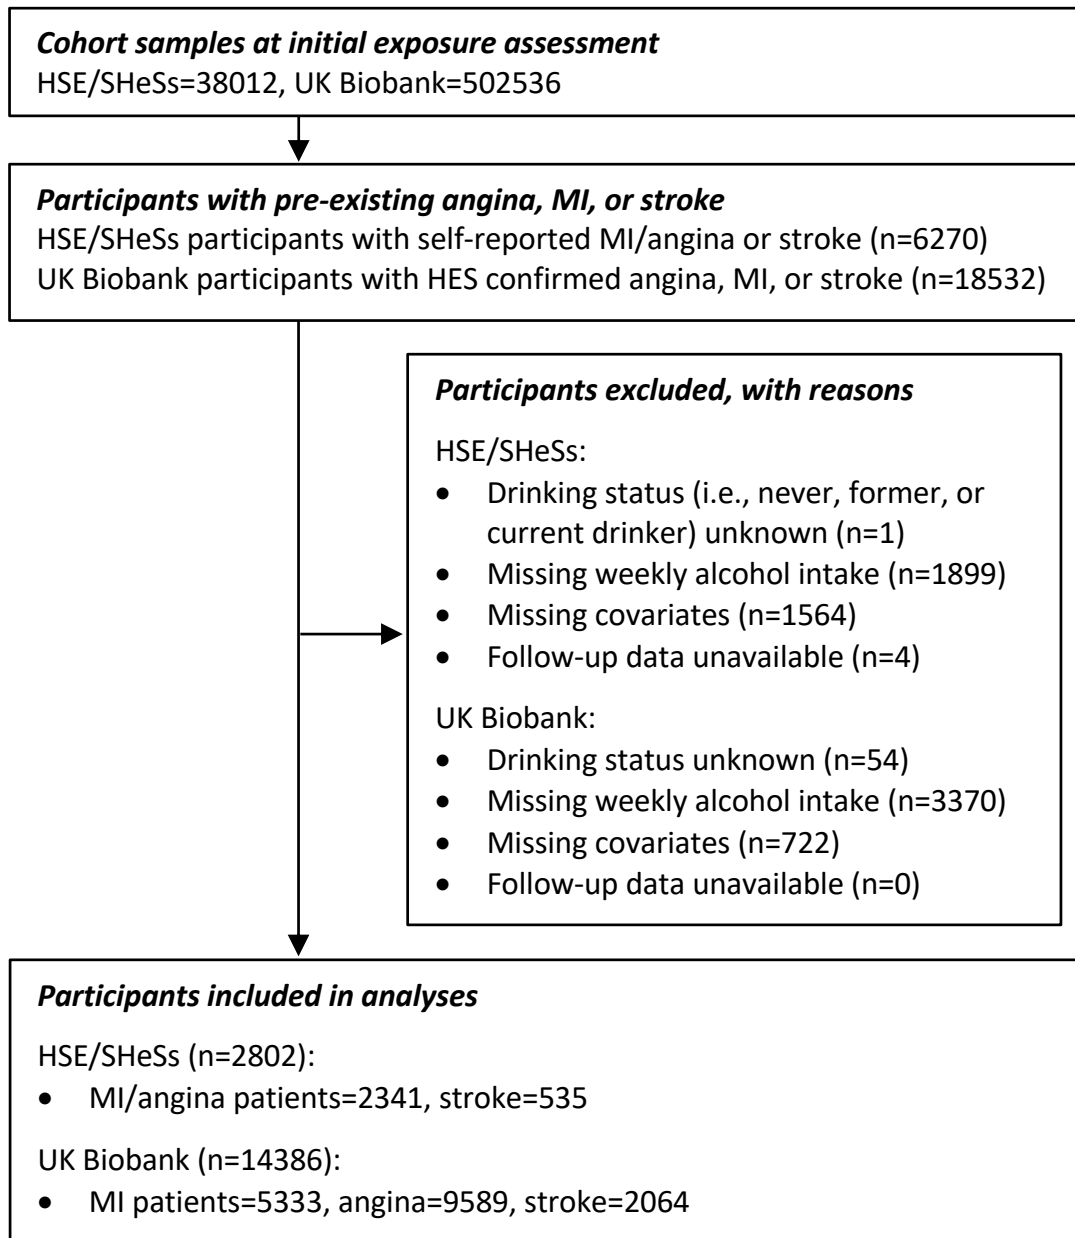 Cohort samples at initial exposure assessment
HSE/SHeSs=38012, UK Biobank=502536
Participants with pre-existing angina, MI, or stroke
HSE/SHeSs participants with self-reported MI/angina or stroke (n=6270)
UK Biobank participants with HES confirmed angina, MI, or stroke (n=18532)
Participants excluded, with reasons
HSE/SHeSs:
• Drinking status (i.e., never, former, or
current drinker) unknown (n=1)
• Missing weekly alcohol intake (n=1899)
• Missing covariates (n=1564)
• Follow-up data unavailable (n=4)
UK Biobank:
• Drinking status unknown (n=54)
• Missing weekly alcohol intake (n=3370)
• Missing covariates (n=722)
• Follow-up data unavailable (n=0)
Participants included in analyses
HSE/SHeSs (n=2802):
• MI/angina patients=2341, stroke=535
UK Biobank (n=14386):
• MI patients=5333, angina=9589, stroke=2064